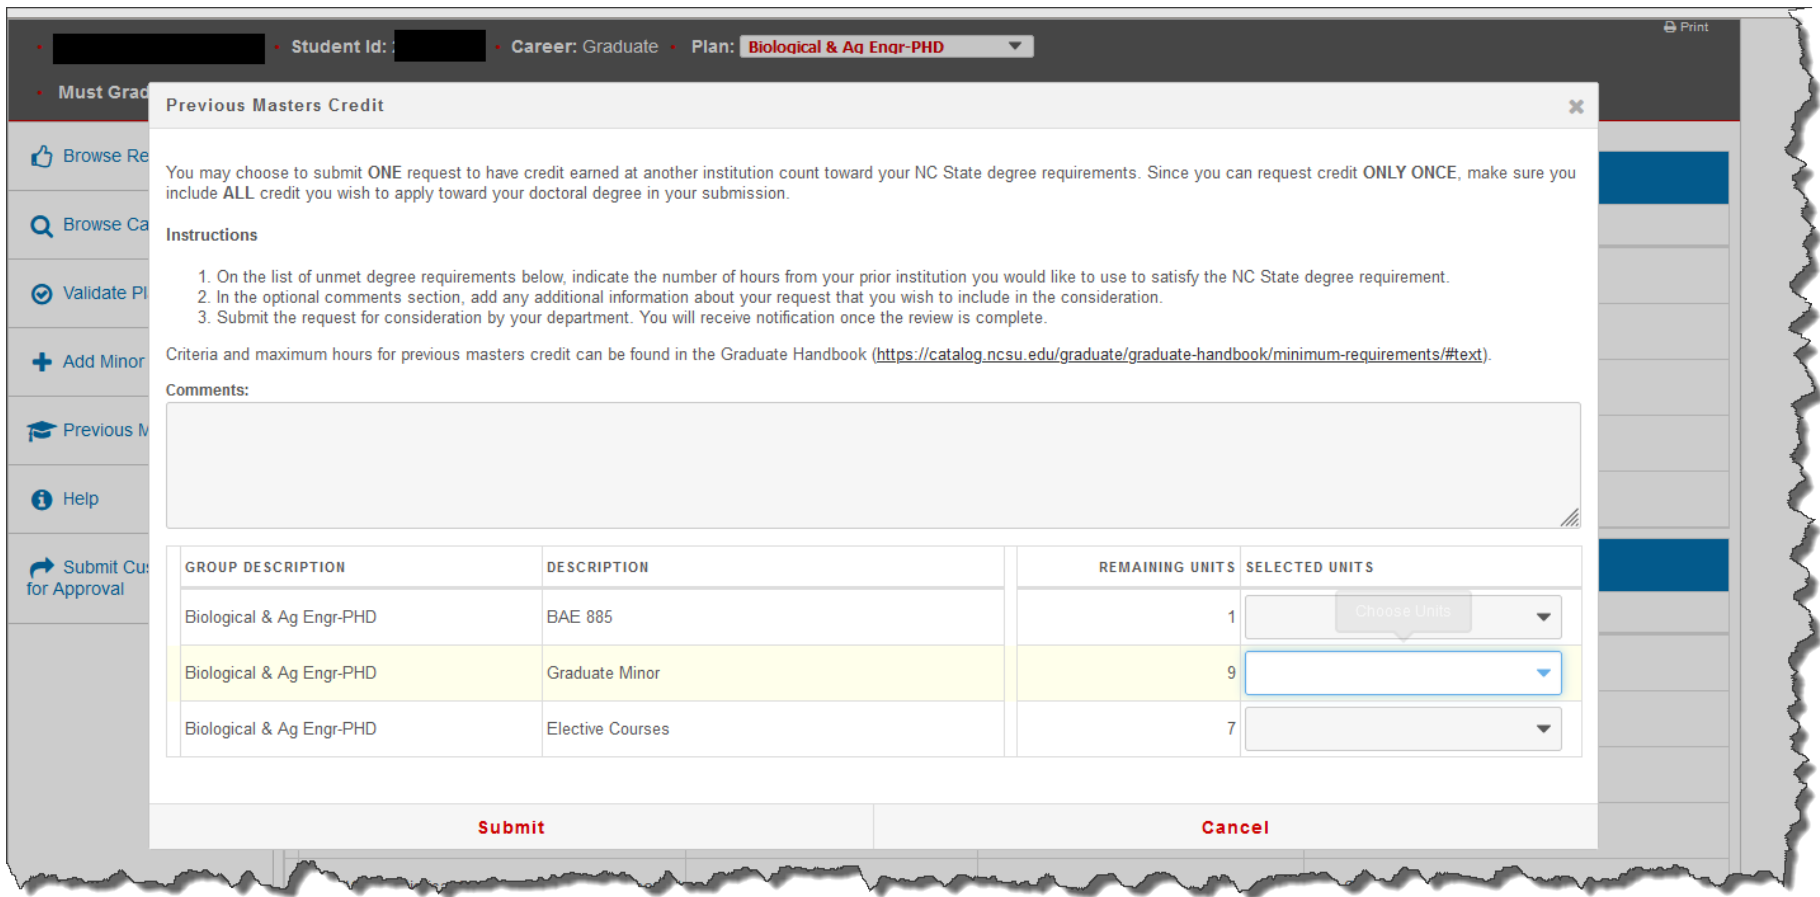 Print
Student Id: Career: Graduate Plan: Biological & Ag Engr-PHD
Must Grad
Previous Masters Credit
Browse Re
You may choose to submit ONE request to have credit earned at another institution count toward your NC State degree requirements. Since you can request credit ONLY ONCE, make sure you
include ALL credit you wish to apply toward your doctoral degree in your submission.
Browse Ca
Instructions
1. On the list of unmet degree requirements below, indicate the number of hours from your prior institution you would like to use to satisfy the NC State degree requirement.
Validate Pl
2. In the optional comments section, add any additional information about your request that you wish to include in the consideration.
3. Submit the request for consideration by your department. You will receive notification once the review is complete.
Add Minor
Criteria and maximum hours for previous masters credit can be found in the Graduate Handbook (https://catalog.ncsu.edu/graduate/graduate-handbook/minimum-requirements/#text).
Comments:
Previous M
Help
Submit Cus
for Approval
GROUP DESCRIPTION DESCRIPTION REMAINING UNITS SELECTED UNITS
Biological & Ag Engr-PHD BAE 885 1 Choose Units
Biological & Ag Engr-PHD Graduate Minor 9
Biological & Ag Engr-PHD Elective Courses 7
Submit Cancel